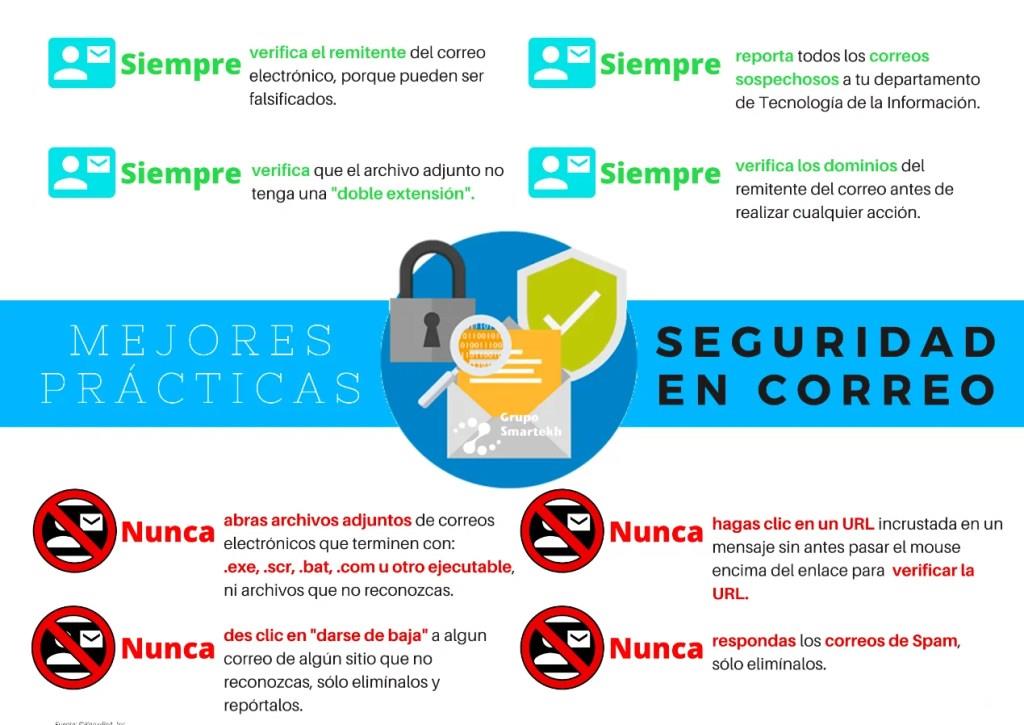 Siempre verifica el remitente del correo
electrónico, porque pueden ser
falsificados.
Siempre reporta todos los correos
sospechosos a tu departamento
de Tecnología de la Información.
Siempre verifica que el archivo adjunto no
tenga una "doble extensión".
Siempre verifica los dominios del
remitente del correo antes de
realizar cualquier acción.
MEJORES
PRÁCTICAS
Grupo
Smartekh
SEGURIDAD
EN CORREO
Nunca abras archivos adjuntos de correos
electrónicos que terminen con:
.exe, .scr, .bat, .com u otro ejecutable,
ni archivos que no reconozcas.
Nunca hagas clic en un URL incrustada en un
mensaje sin antes pasar el mouse
encima del enlace para verificar la
URL.
Nunca des clic en "darse de baja" a algun
correo de algún sitio que no
reconozcas, sólo elimínalos y
repórtalos.
Nunca respondas los correos de Spam,
sólo elimínalos.